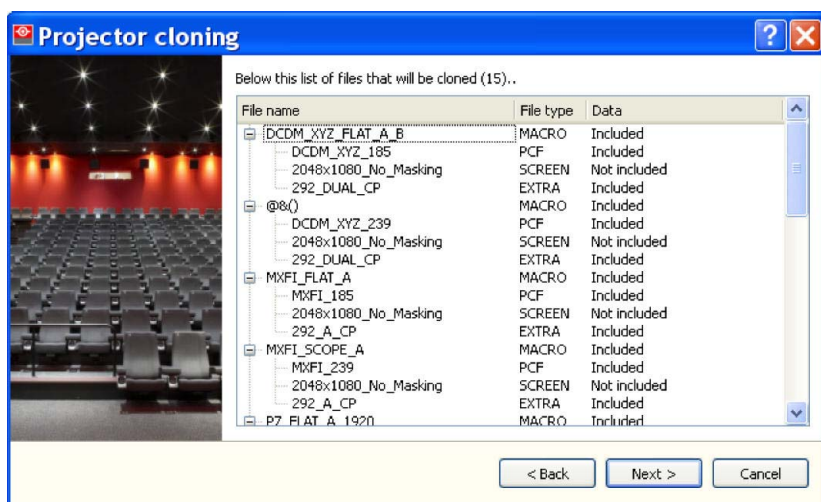 Projector cloning
Below this list of files that will be cloned (15)..
File name File type Data
DCDM_XYZ_FLAT_A_B MACRO Included
DCDM_XYZ_185 PCF Included
2048x1080_No_Masking SCREEN Not included
292_DUAL_CP EXTRA Included
@&() MACRO Included
DCDM_XYZ_239 PCF Included
2048x1080_No_Masking SCREEN Not included
292_DUAL_CP EXTRA Included
MXFI_FLAT_A MACRO Included
MXFI_185 PCF Included
2048x1080_No_Masking SCREEN Not included
292_A_CP EXTRA Included
MXFI_SCOPE_A MACRO Included
MXFI_239 PCF Included
2048x1080_No_Masking SCREEN Not included
292_A_CP EXTRA Included
P7_FLAT_A_1920 MACRO Included
< Back Next > Cancel